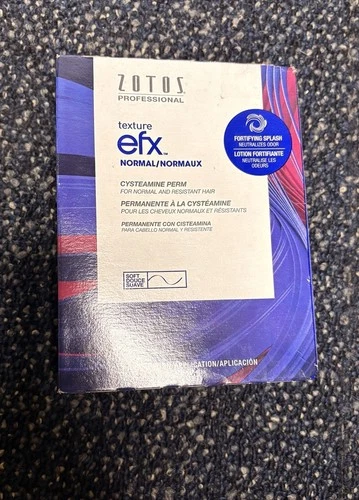 ZOTOS
PROFESSIONAL
texture
efx™
NORMAL/NORMAUX
CYSTEAMINE PERM
FOR NORMAL AND RESISTANT HAIR
PERMANENTE À LA CYSTÉAMINE
POUR LES CHEVEUX NORMAUX ET RÉSISTANTS
PERMANENTE CON CISTEAMINA
PARA CABELLO NORMAL Y RESISTENTE
SOFT
DOUCE
SUAVE
FORTIFYING SPLASH
NEUTRALIZES ODOR
LOTION FORTIFIANTE
NEUTRALISE LES
ODEURS
APPLICATION/APLICACIÓN